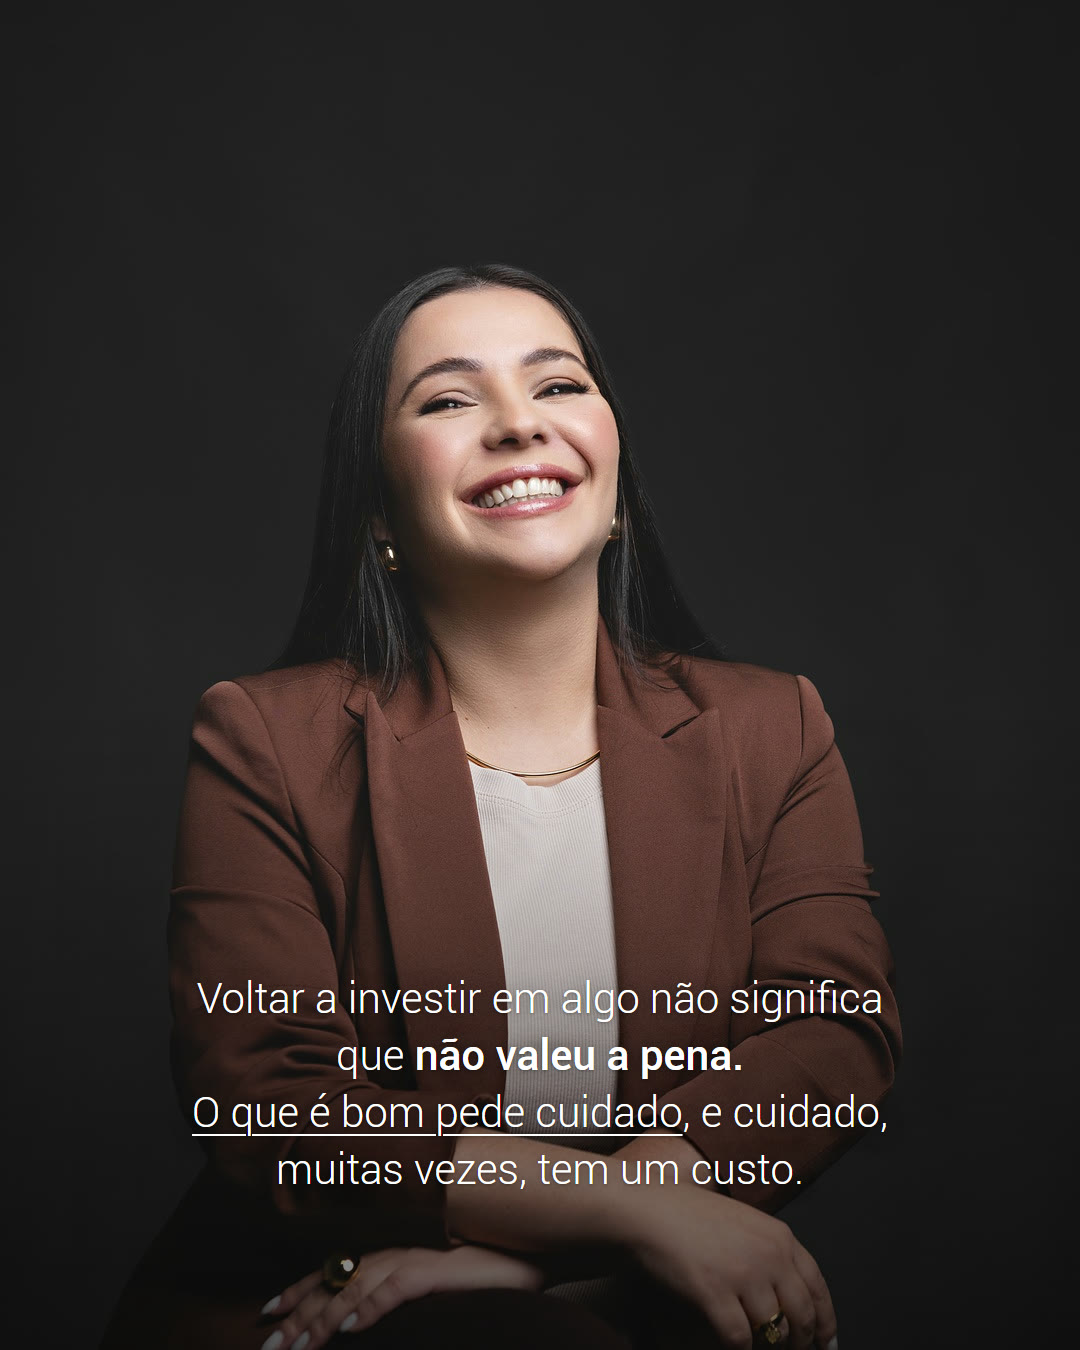 Voltar a investir em algo não significa
que não valeu a pena.
O que é bom pede cuidado, e cuidado,
muitas vezes, tem um custo.